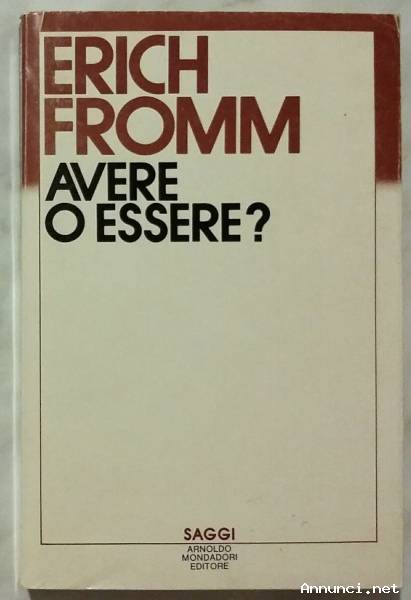 ERICH
FROMM
AVERE
O ESSERE?
SAGGI
ARNOLDO
MONDADORI
EDITORE
Annunci.net